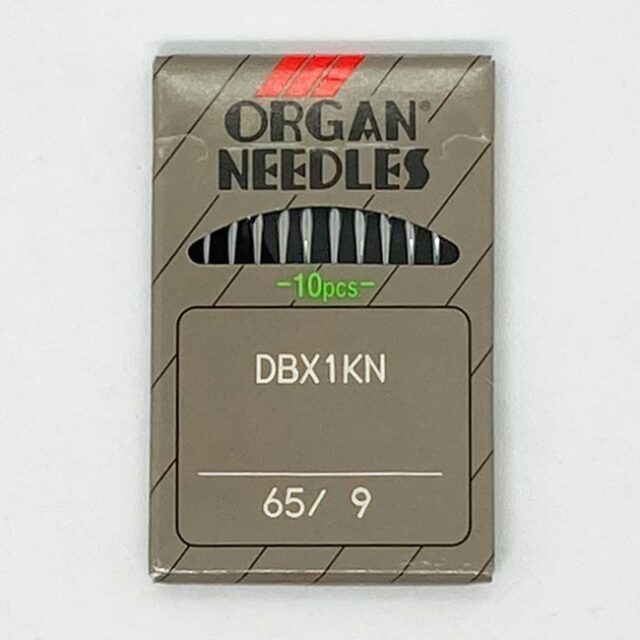 ORGAN®
NEEDLES
-10pcs-
DBX1KN
65/ 9